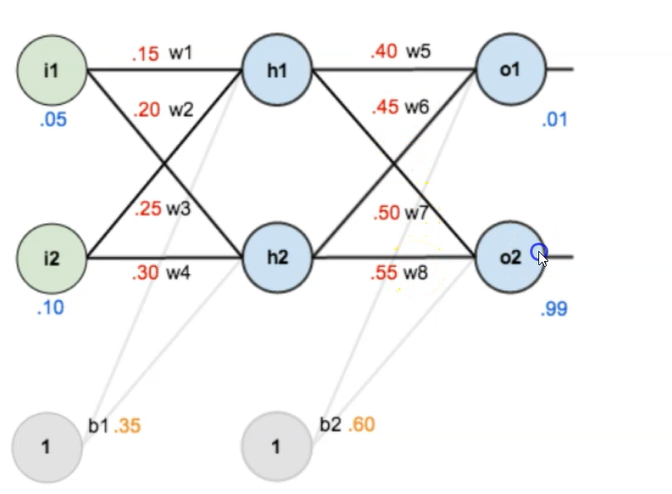 .15 w1
.40 w5
i1
h1
o1
.20 w2
.45 w6
.05
.01
.25 w3
.50 w7
i2
h2
o2
.30 w4
.55 w8
.10
.99
b1 .35
b2 .60
1
1